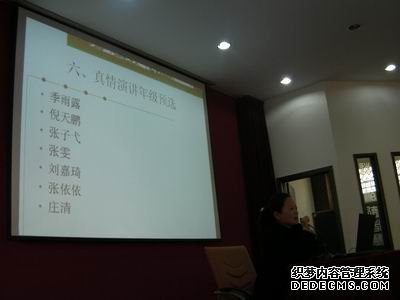 六、真情演讲年级预选
季雨露
倪天鹏
张子弋
张雯
刘嘉琦
张依依
庄清
织梦内容管理系统
DEDECMS.COM